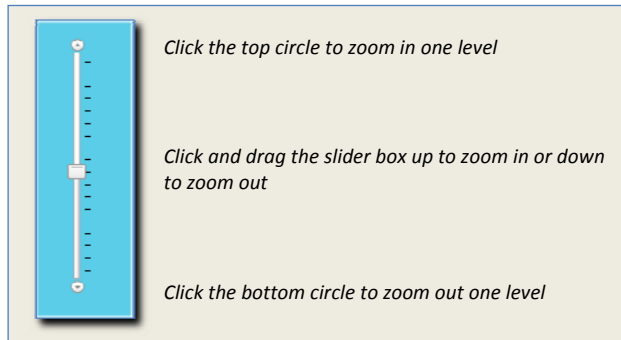 Click the top circle to zoom in one level
Click and drag the slider box up to zoom in or down
to zoom out
Click the bottom circle to zoom out one level